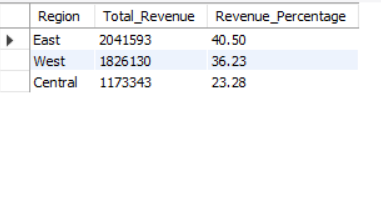 Region Total_Revenue Revenue_Percentage
East 2041593 40.50
West 1826130 36.23
Central 1173343 23.28